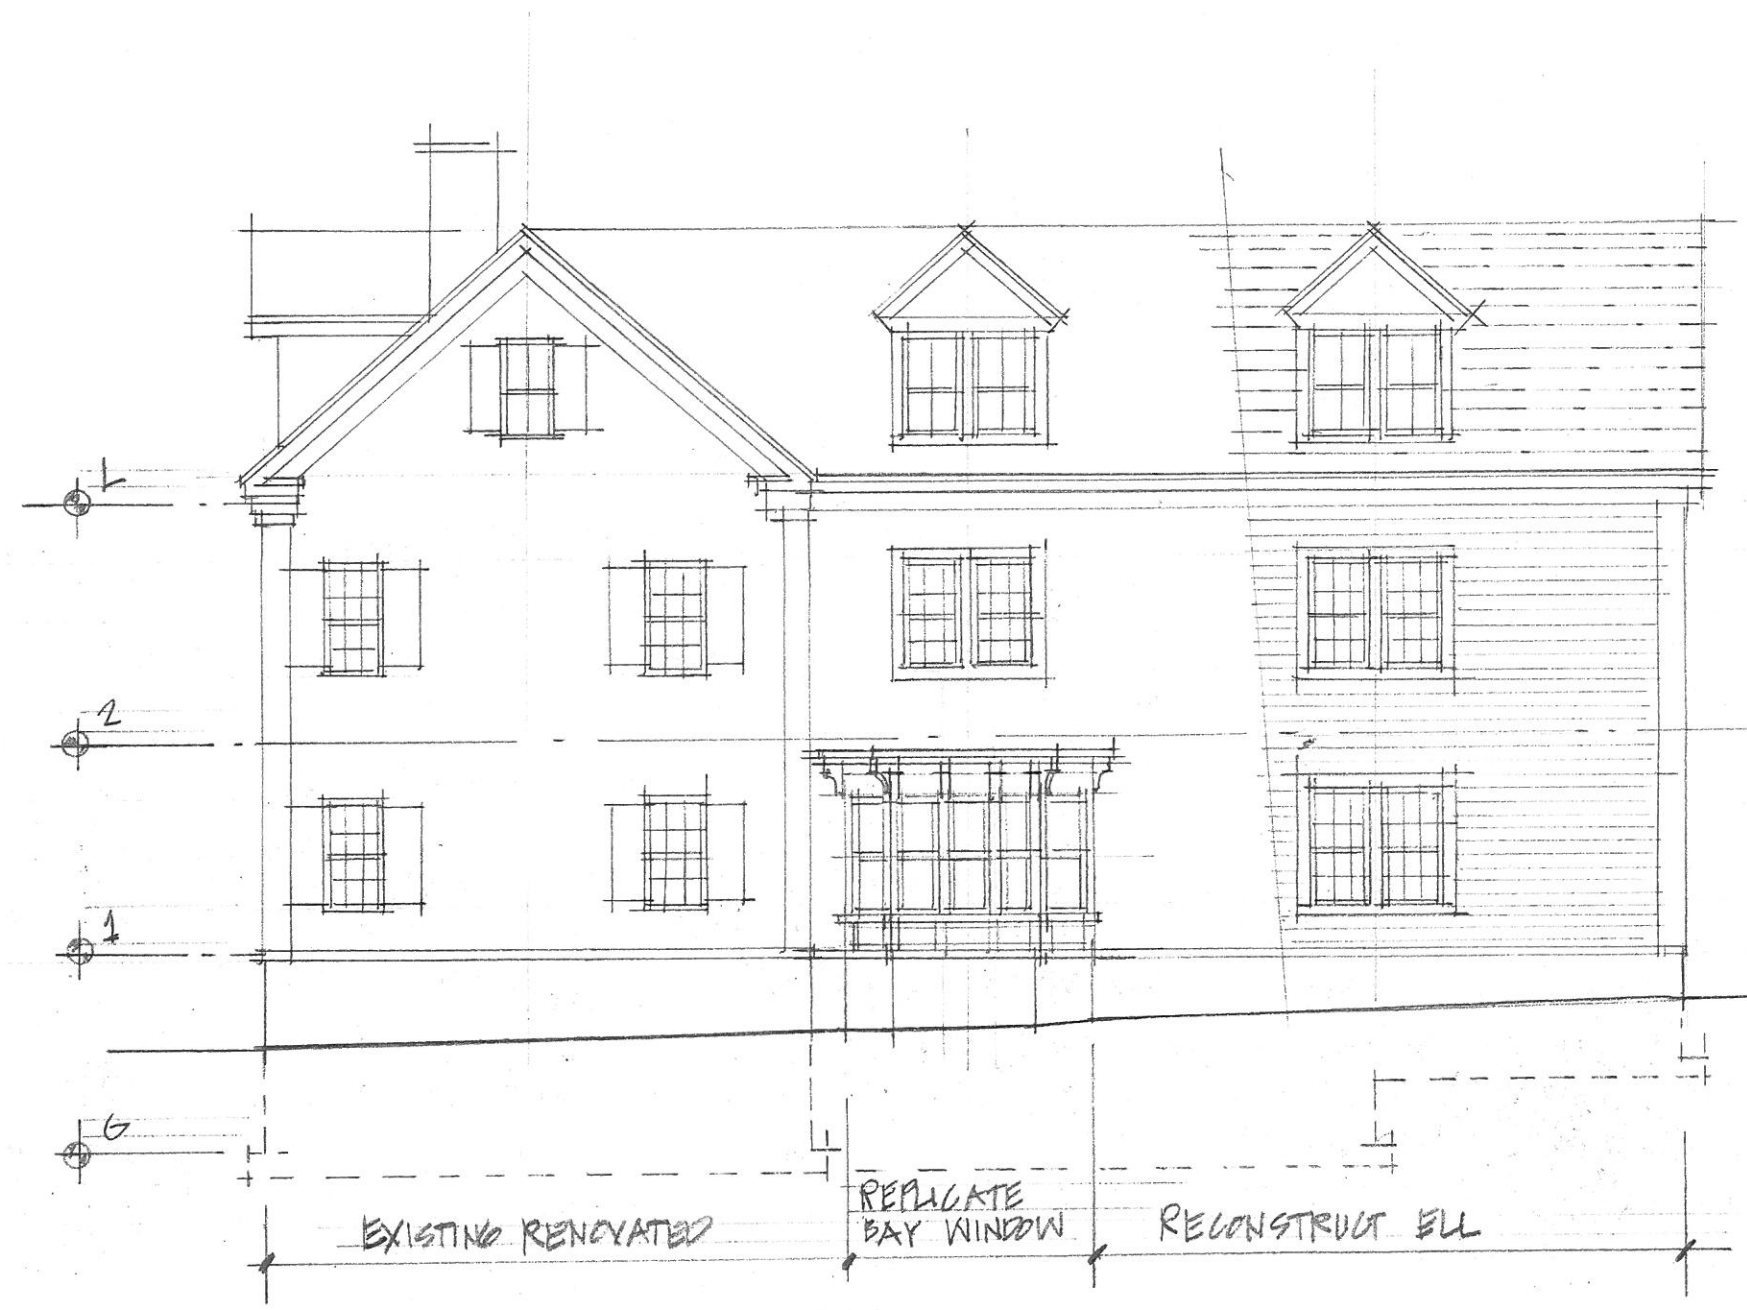 L
2
1
G
EXISTING RENOVATED
REPLICATE
BAY WINDOW
RECONSTRUCT ELL